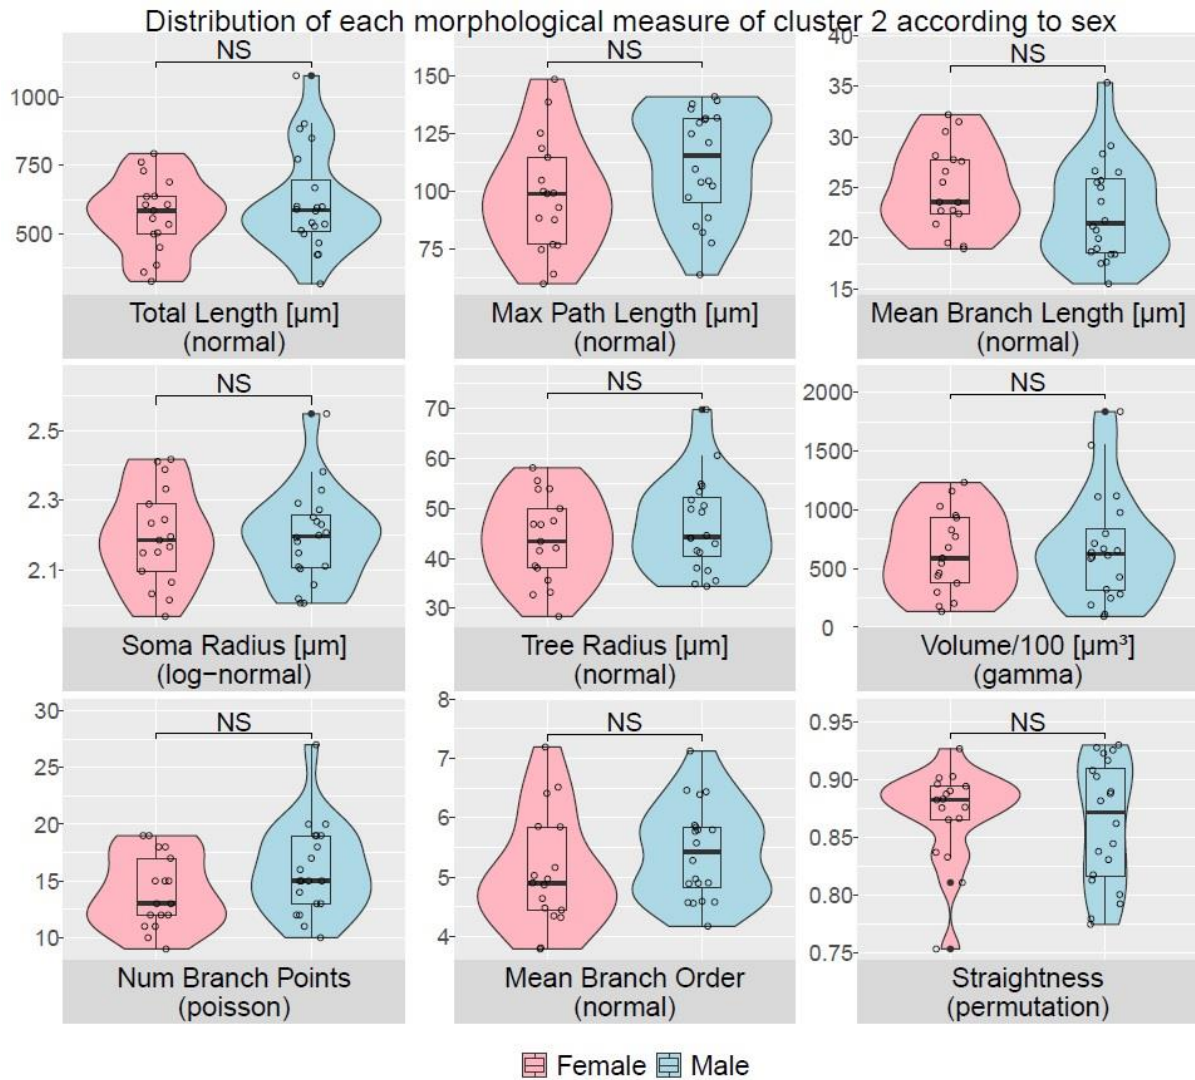 Distribution of each morphological measure of cluster 2 according to sex
NS
1000
750
500
Total Length [µm]
(normal)
NS
150
125
100
75
Max Path Length [µm]
(normal)
NS
40
35
30
25
20
15
Mean Branch Length [µm]
(normal)
NS
2.5
2.3
2.1
Soma Radius [µm]
(log−normal)
NS
70
60
50
40
30
Tree Radius [µm]
(normal)
NS
2000
1500
1000
500
0
Volume/100 [µm³]
(gamma)
NS
30
25
20
15
10
Num Branch Points
(poisson)
NS
8
7
6
5
4
Mean Branch Order
(normal)
NS
0.95
0.90
0.85
0.80
0.75
Straightness
(permutation)
Female Male